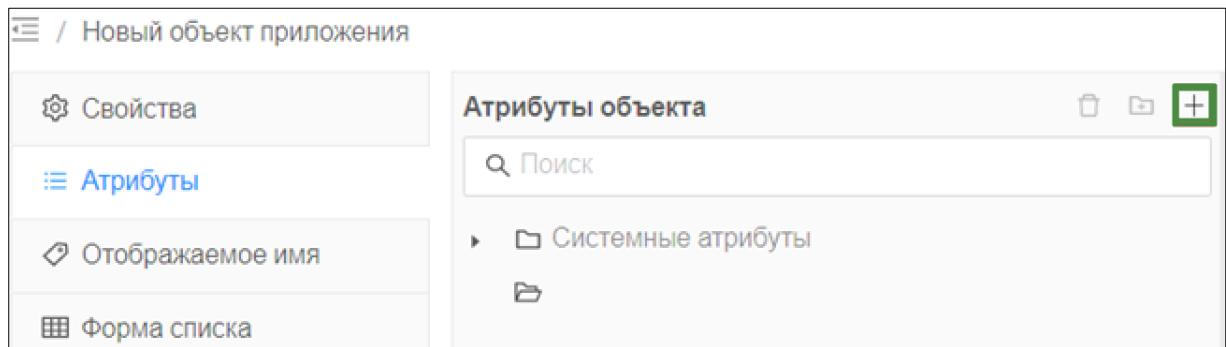 / Новый объект приложения
Свойства
Атрибуты
Отображаемое имя
Форма списка
Атрибуты объекта
Поиск
Системные атрибуты